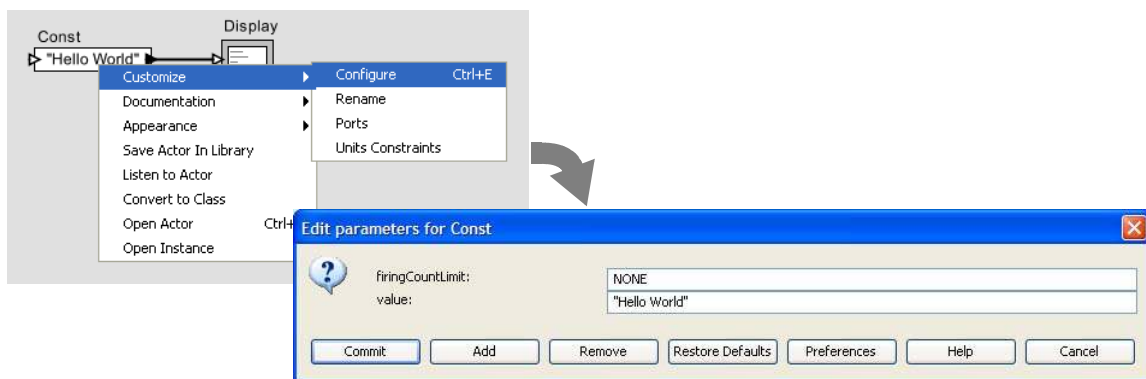 Const
Display
"Hello World"
Customize
Configure Ctrl+E
Documentation
Rename
Appearance
Ports
Save Actor In Library
Units Constraints
Listen to Actor
Convert to Class
Open Actor Ctrl+
Open Instance
Edit parameters for Const
firingCountLimit: NONE
value: "Hello World"
Commit Add Remove Restore Defaults Preferences Help Cancel